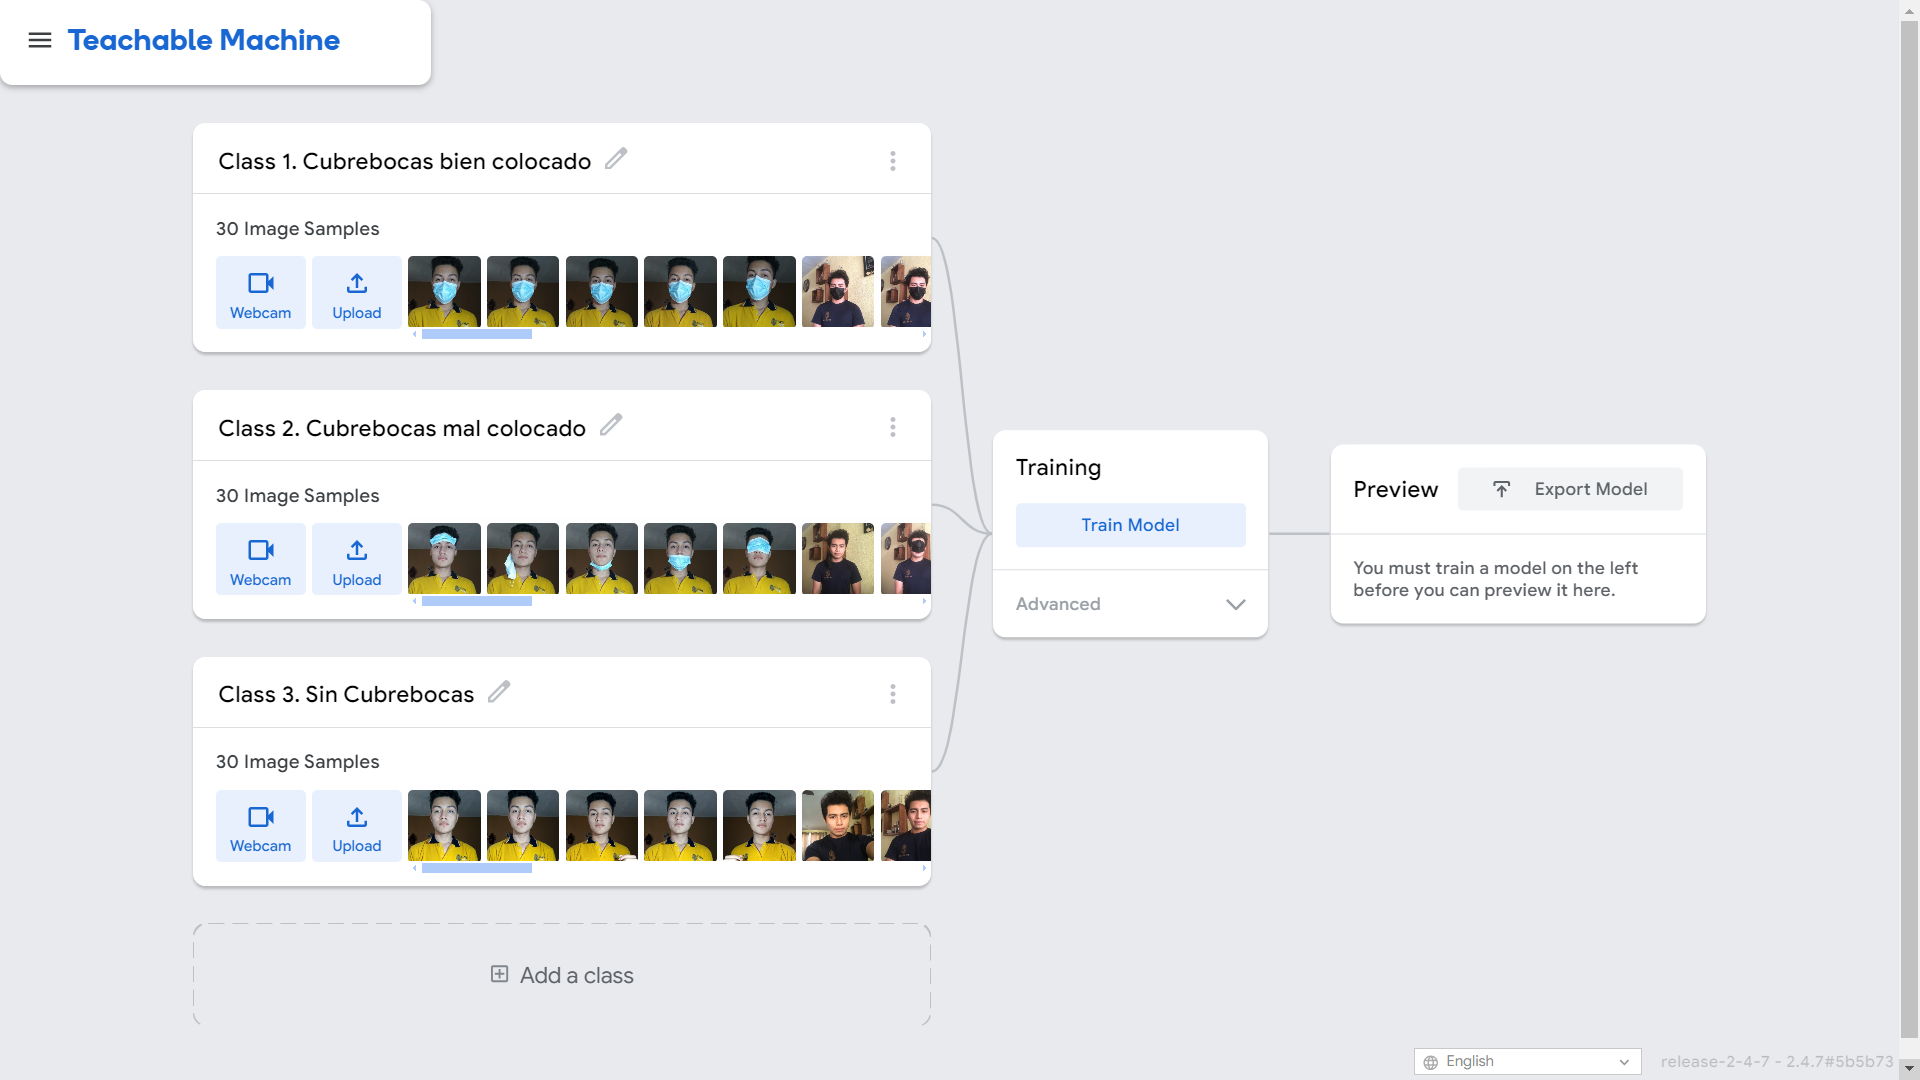 Teachable Machine
Class 1. Cubrebocas bien colocado
30 Image Samples
Webcam
Upload
Class 2. Cubrebocas mal colocado
30 Image Samples
Webcam
Upload
Class 3. Sin Cubrebocas
30 Image Samples
Webcam
Upload
Add a class
Training
Train Model
Advanced
Preview
Export Model
You must train a model on the left
before you can preview it here.
English
release-2-4-7 - 2.4.7#5b5b73